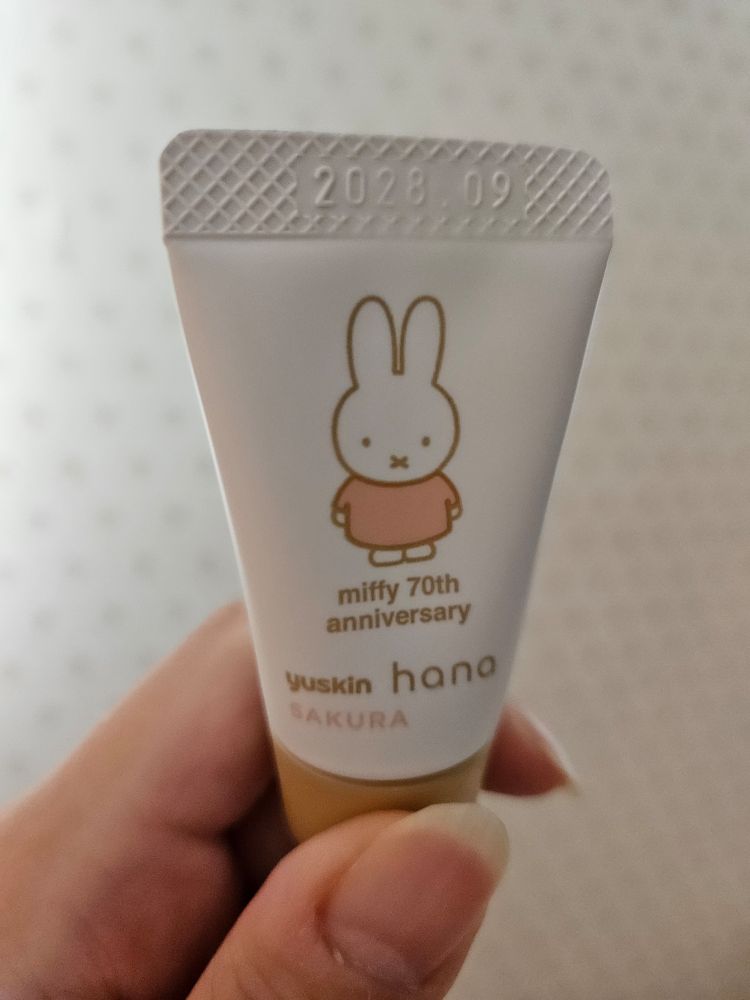 2028.09
miffy 70th
anniversary
yuskin hana
SAKURA